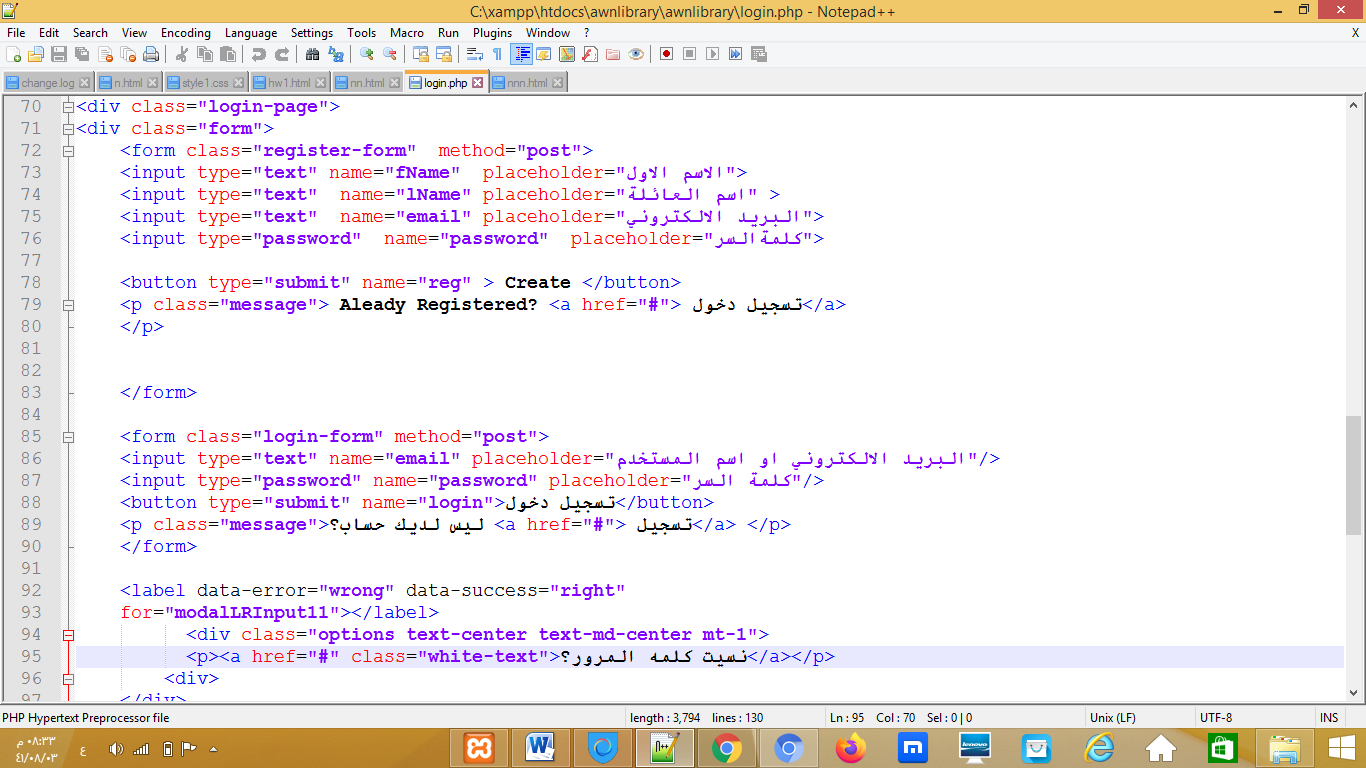 C:\xampp\htdocs\awnlibrary\awnlibrary\login.php - Notepad++
File Edit Search View Encoding Language Settings Tools Macro Run Plugins Window ? X
change.log n.html style1.css hw1.html nn.html login.php nnn.html
70 <div class="login-page">
71 <div class="form">
72 <form class="register-form"  method="post">
73 <input type="text" name="fName"  placeholder="الاسم الاول">
74 <input type="text"  name="lName" placeholder="اسم العائلة" >
75 <input type="text"  name="email" placeholder="البريد الالكتروني">
76 <input type="password"  name="password"  placeholder="كلمةالسر">
77
78 <button type="submit" name="reg" > Create </button>
79 <p class="message"> Aleady Registered? <a href="#"> تسجيل دخول</a>
80 </p>
81
82
83 </form>
84
85 <form class="login-form" method="post">
86 <input type="text" name="email" placeholder="البريد الالكتروني او اسم المستخدم"/>
87 <input type="password" name="password" placeholder="كلمة السر"/>
88 <button type="submit" name="login">تسجيل دخول</button>
89 <p class="message">ليس لديك حساب؟ <a href="#"> تسجيل</a> </p>
90 </form>
91
92 <label data-error="wrong" data-success="right"
93 for="modalLRInput11"></label>
94 <div class="options text-center text-md-center mt-1">
95 <p><a href="#" class="white-text">نسيت كلمه المرور؟</a></p>
96 <div>
97 </div>
PHP Hypertext Preprocessor file length : 3,794 lines : 130 Ln : 95 Col : 70 Sel : 0 | 0 Unix (LF) UTF-8 INS
٠٨:٣٣ م
ع
٤١/٠٨/٠٣
lenovo